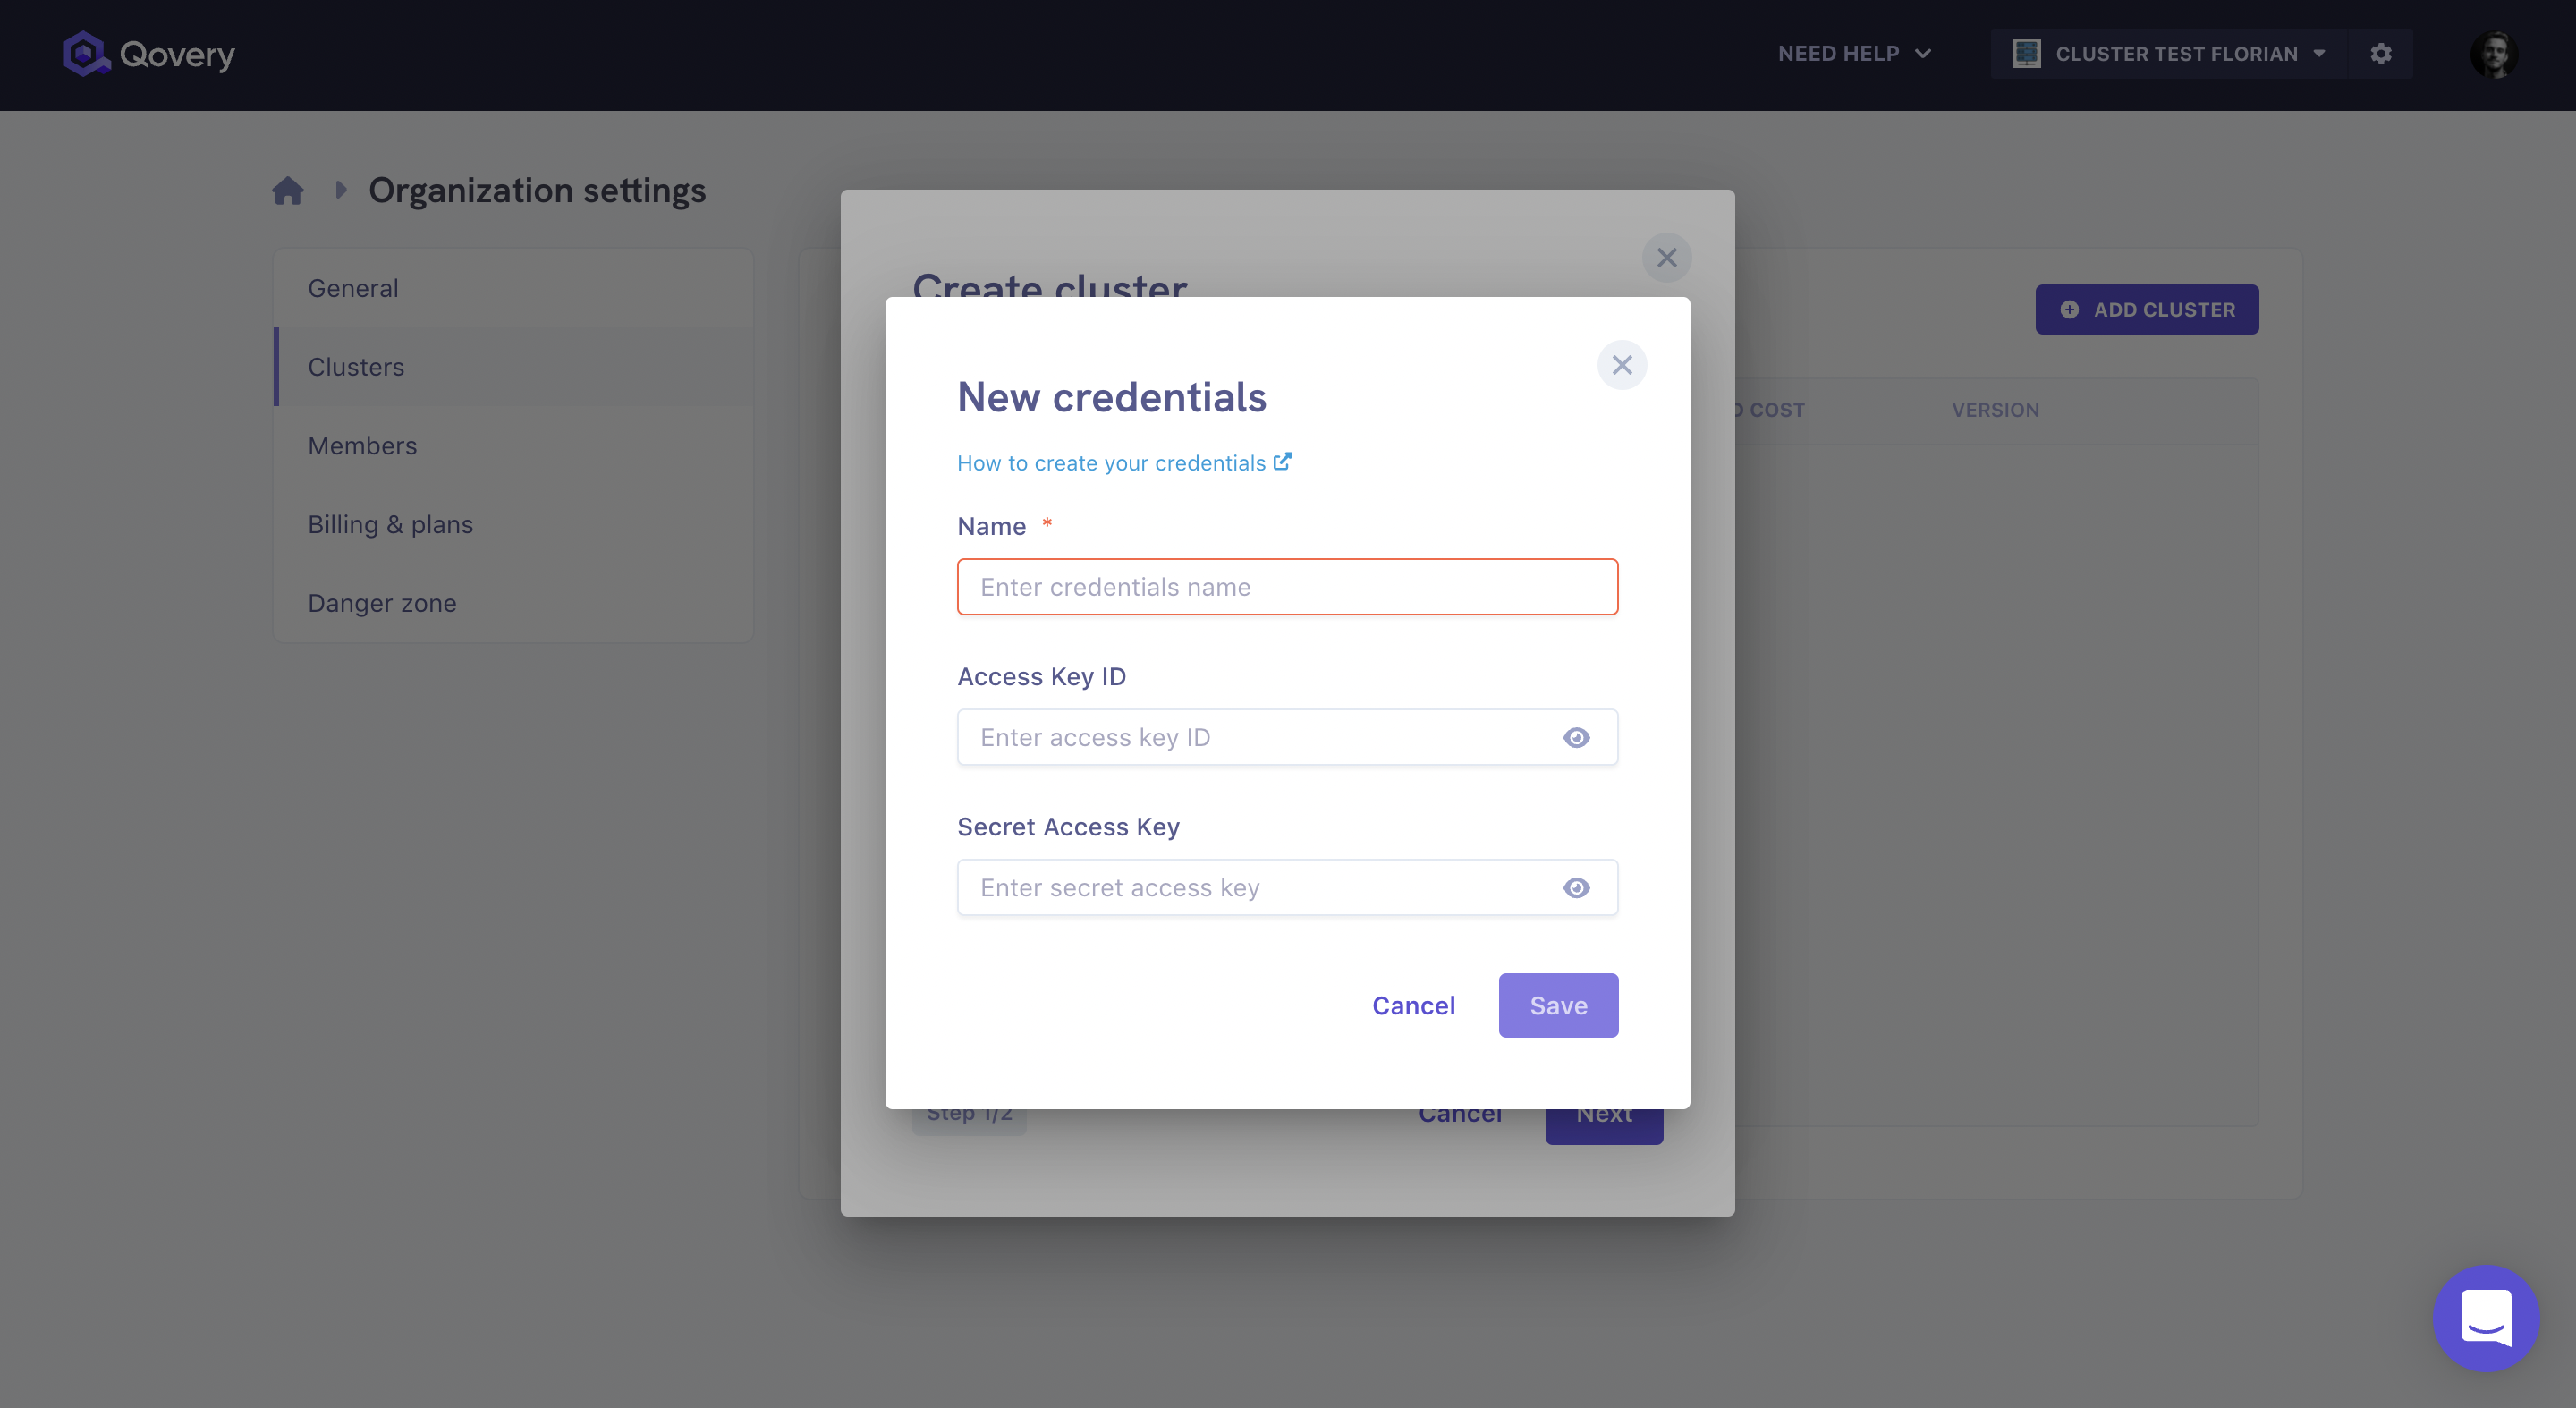 Qovery
NEED HELP
CLUSTER TEST FLORIAN
Organization settings
General
Clusters
Members
Billing & plans
Danger zone
Create cluster
ADD CLUSTER
COST
VERSION
New credentials
How to create your credentials
Name *
Enter credentials name
Access Key ID
Enter access key ID
Secret Access Key
Enter secret access key
Cancel
Save
Step 1/2
Cancel
Next